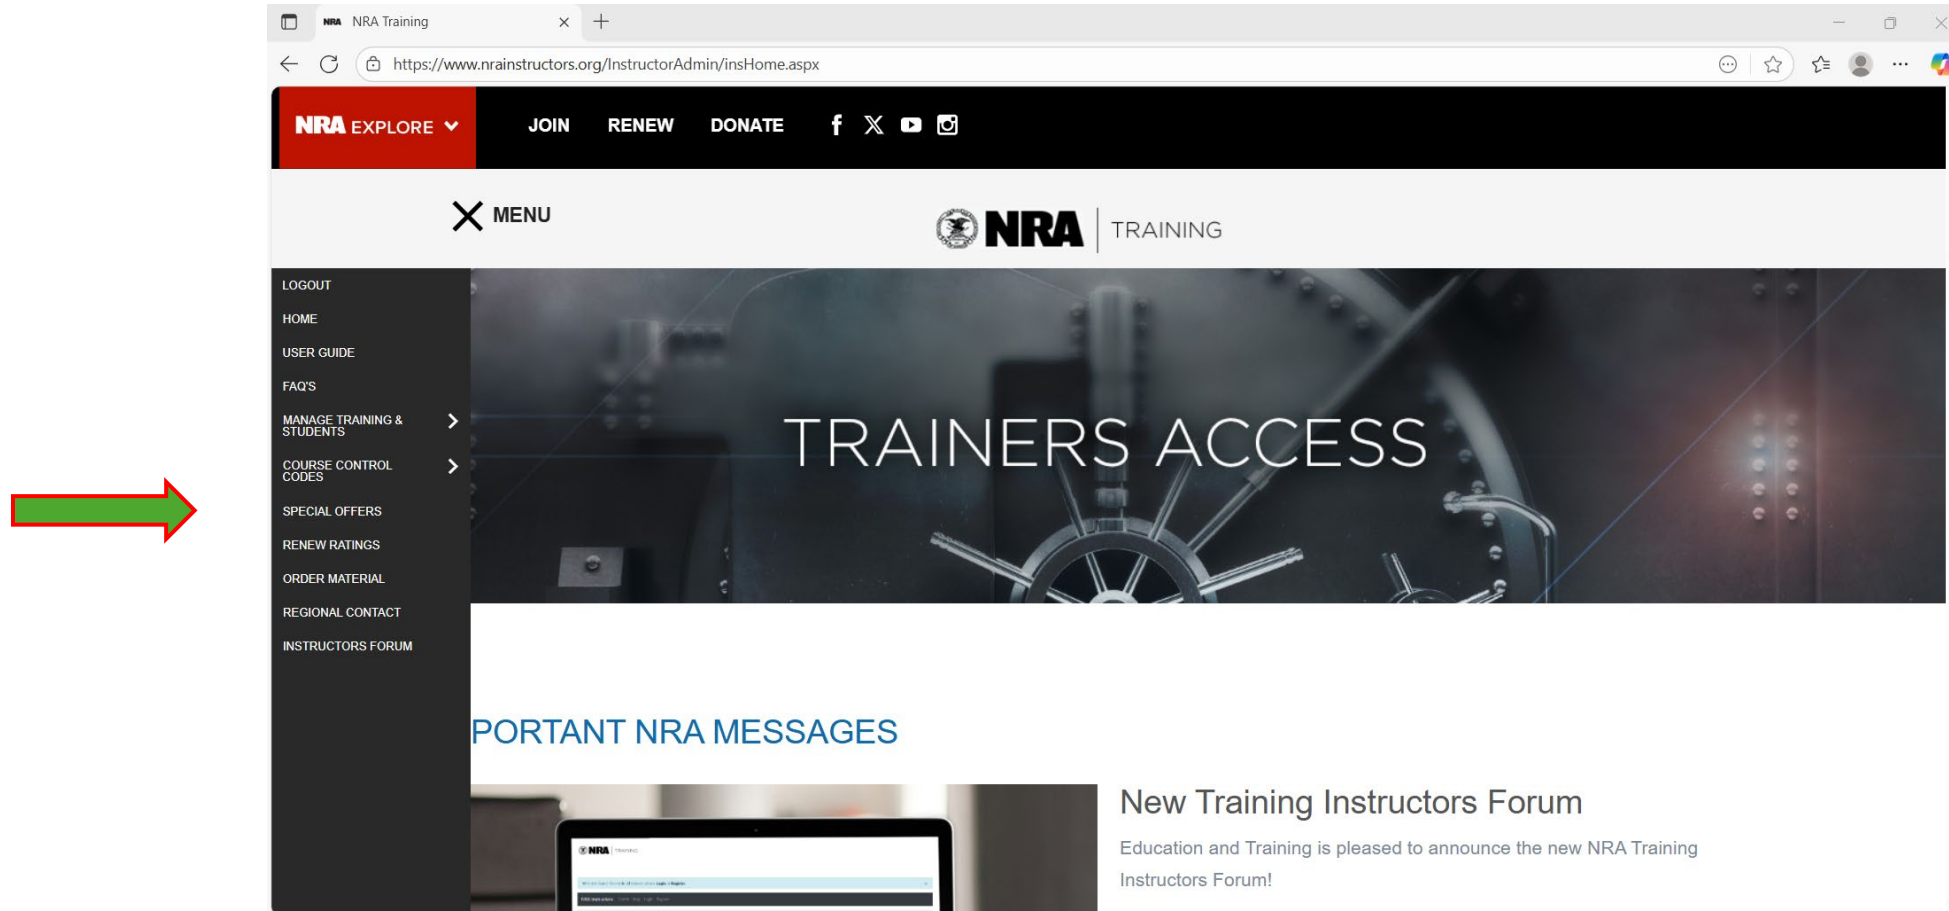 NRA NRA Training
https://www.nrainstructors.org/InstructorAdmin/insHome.aspx
NRA EXPLORE JOIN RENEW DONATE
MENU
NRA TRAINING
LOGOUT
HOME
USER GUIDE
FAQ'S
MANAGE TRAINING &
STUDENTS
COURSE CONTROL
CODES
SPECIAL OFFERS
RENEW RATINGS
ORDER MATERIAL
REGIONAL CONTACT
INSTRUCTORS FORUM
TRAINERS ACCESS
PORTANT NRA MESSAGES
New Training Instructors Forum
Education and Training is pleased to announce the new NRA Training
Instructors Forum!
NRA TRAINING